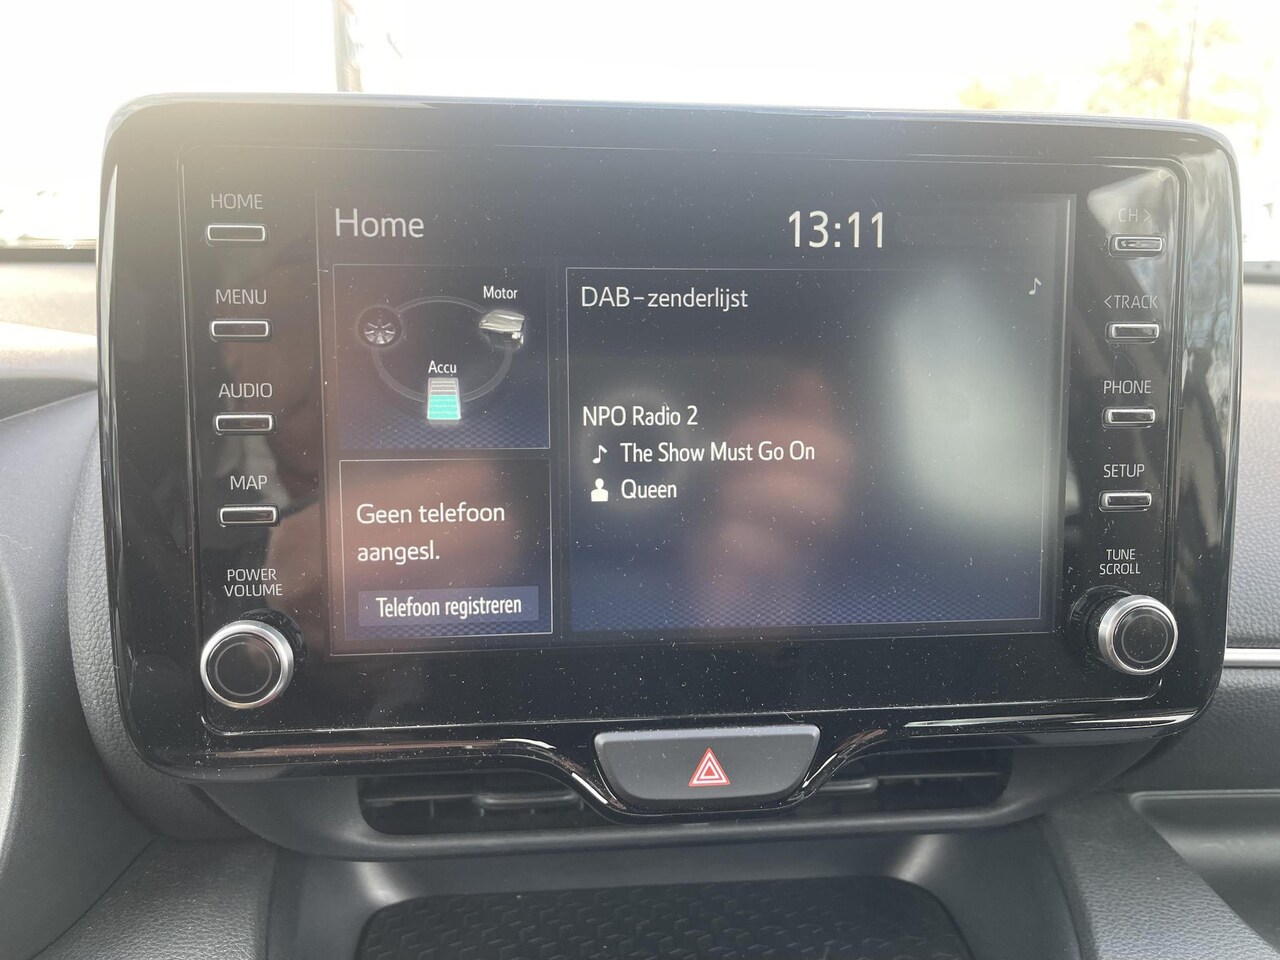 HOME
MENU
AUDIO
MAP
POWER
VOLUME
Home
13:11
Motor
Accu
Geen telefoon
aangesl.
Telefoon registreren
DAB-zenderlijst
NPO Radio 2
The Show Must Go On
Queen
CH >
< TRACK
PHONE
SETUP
TUNE
SCROLL